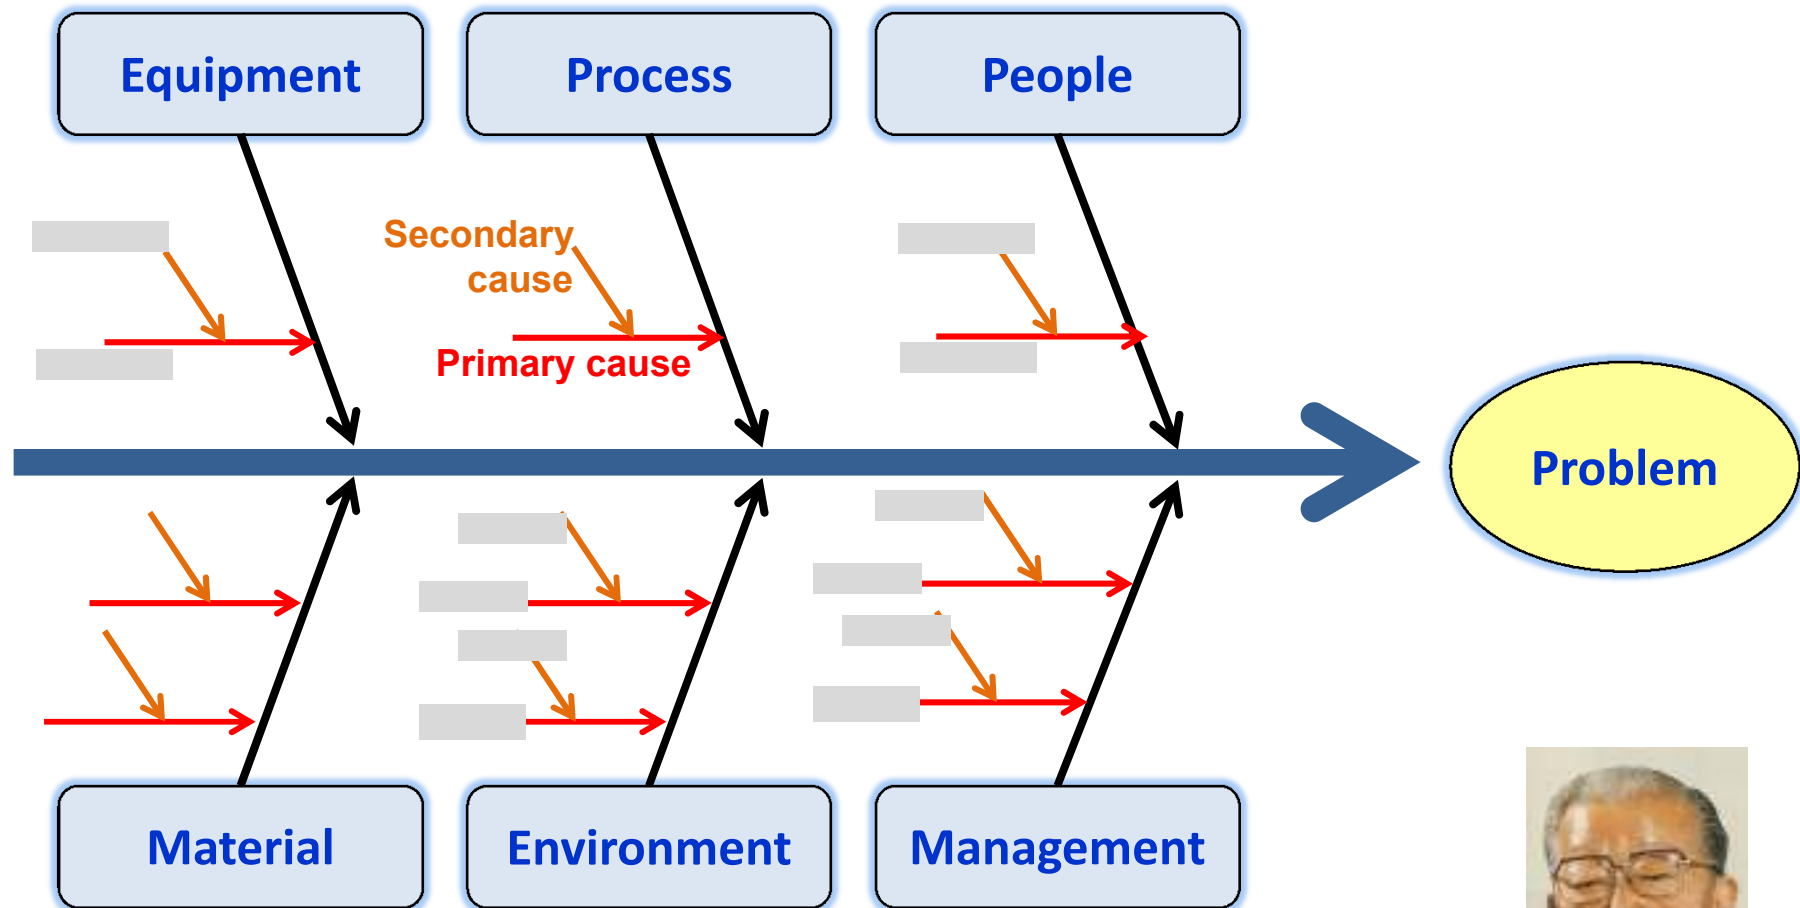 Equipment
Process
People
Secondary
cause
Primary cause
Problem
Material
Environment
Management